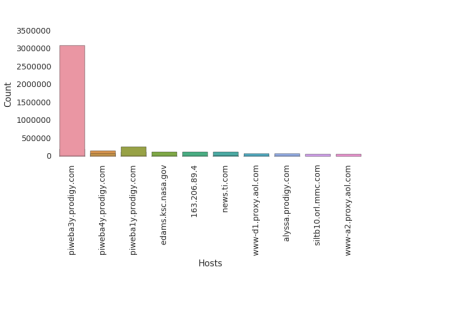 3500000
3000000
2500000
2000000
1500000
1000000
500000
0
Count
piweba3y.prodigy.com
piweba4y.prodigy.com
piweba1y.prodigy.com
edams.ksc.nasa.gov
163.206.89.4
news.ti.com
www-d1.proxy.aol.com
alyssa.prodigy.com
siltb10.orl.mmc.com
www-a2.proxy.aol.com
Hosts